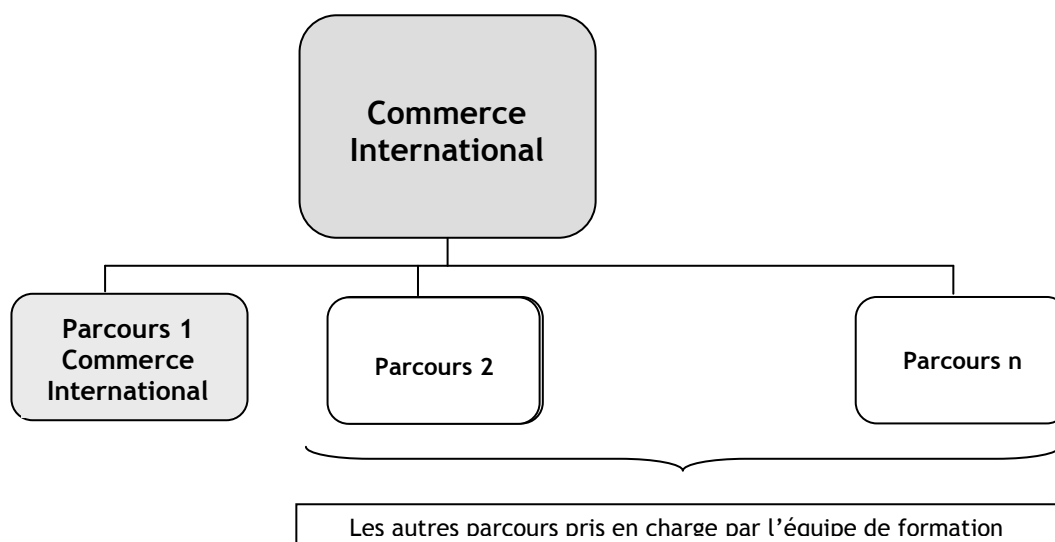 Commerce
International
Parcours 1
Commerce
International
Parcours 2
Parcours n
Les autres parcours pris en charge par l’équipe de formation